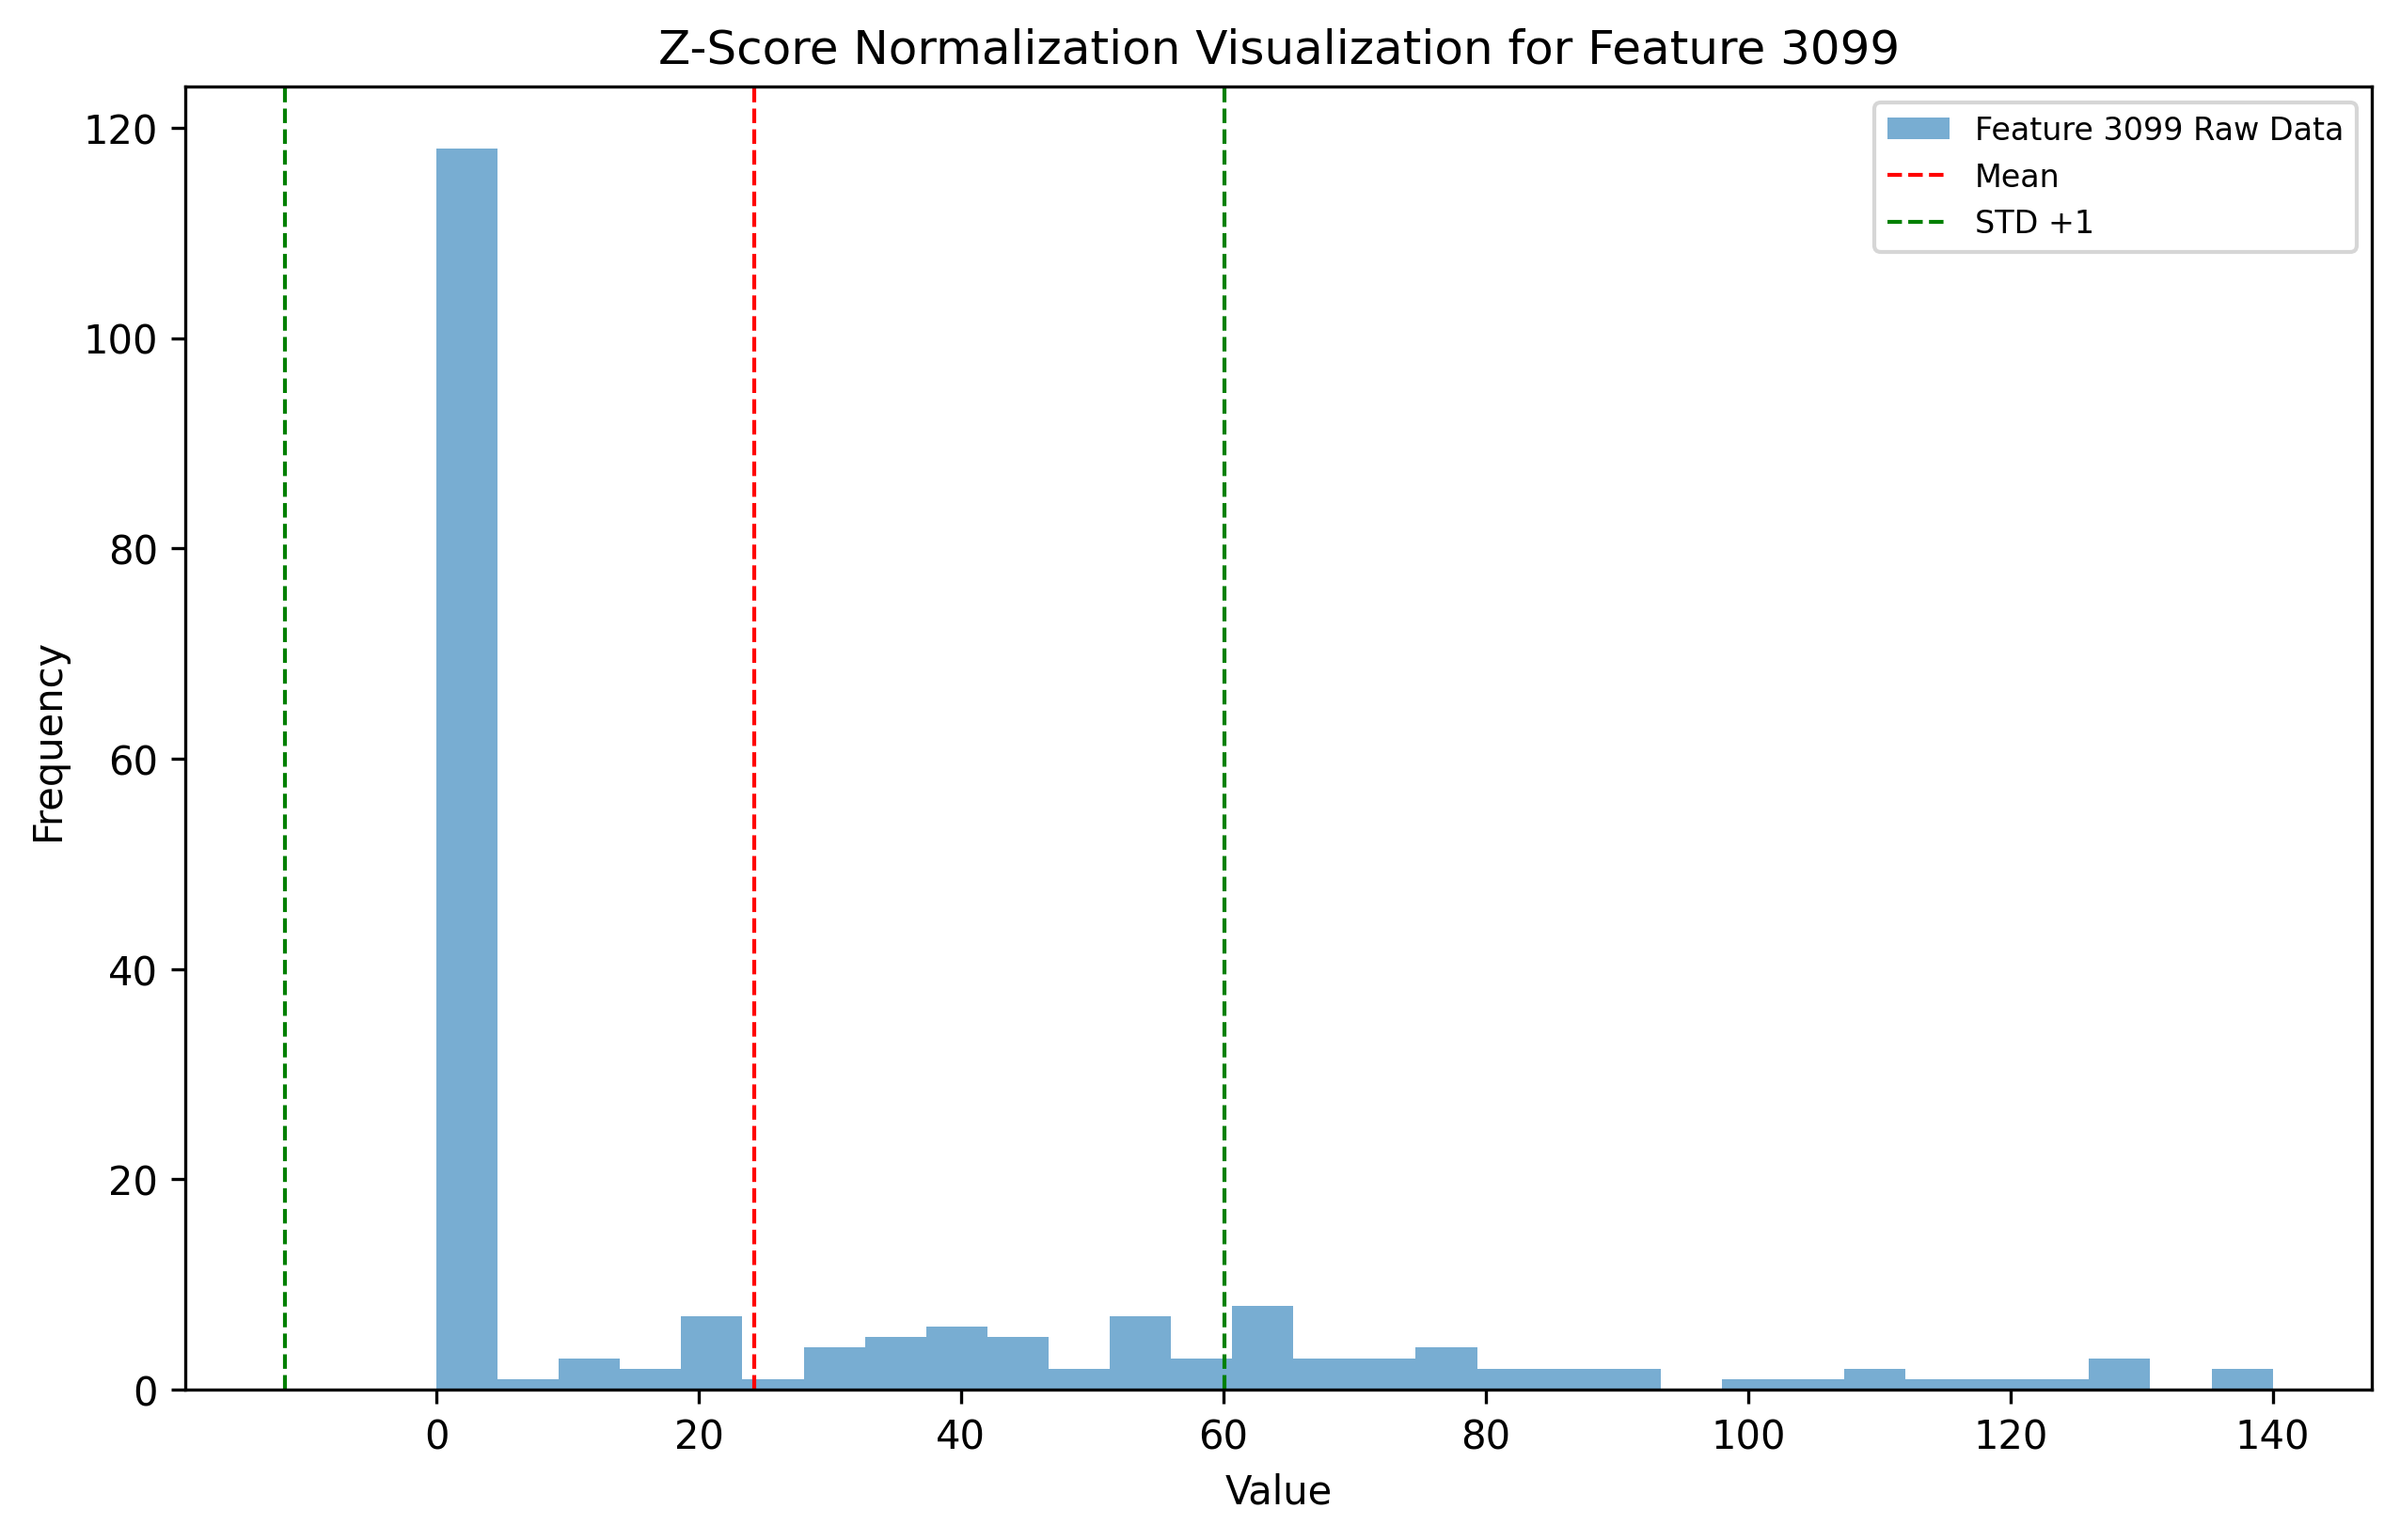 Z-Score Normalization Visualization for Feature 3099
Feature 3099 Raw Data
Mean
STD +1
120
100
80
60
40
20
0
Frequency
0 20 40 60 80 100 120 140
Value